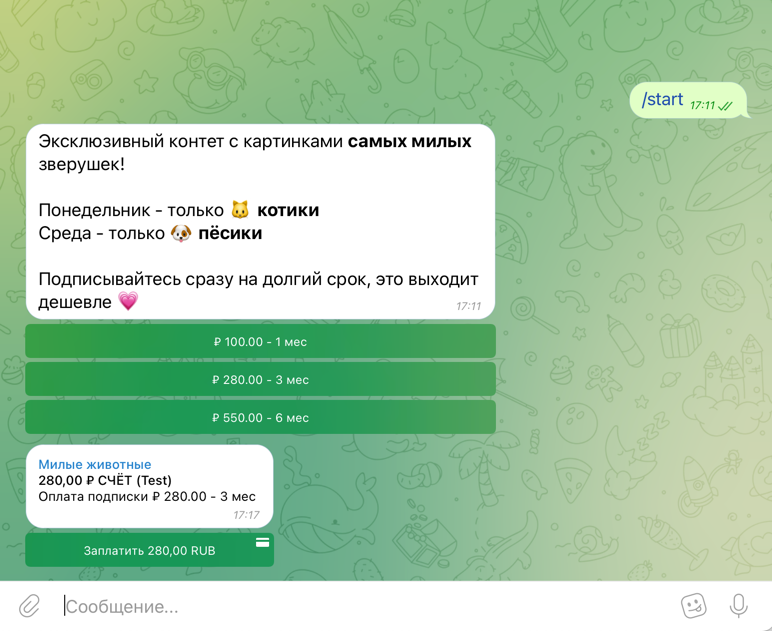 /start 17:11
Эксклюзивный контет с картинками самых милых
зверушек!
Понедельник - только 🐱 котики
Среда - только 🐶 пёсики
Подписывайтесь сразу на долгий срок, это выходит
дешевле 💗
17:11
₽ 100.00 - 1 мес
₽ 280.00 - 3 мес
₽ 550.00 - 6 мес
Милые животные
280,00 ₽ СЧЁТ (Test)
Оплата подписки ₽ 280.00 - 3 мес
17:17
Заплатить 280,00 RUB
Сообщение...